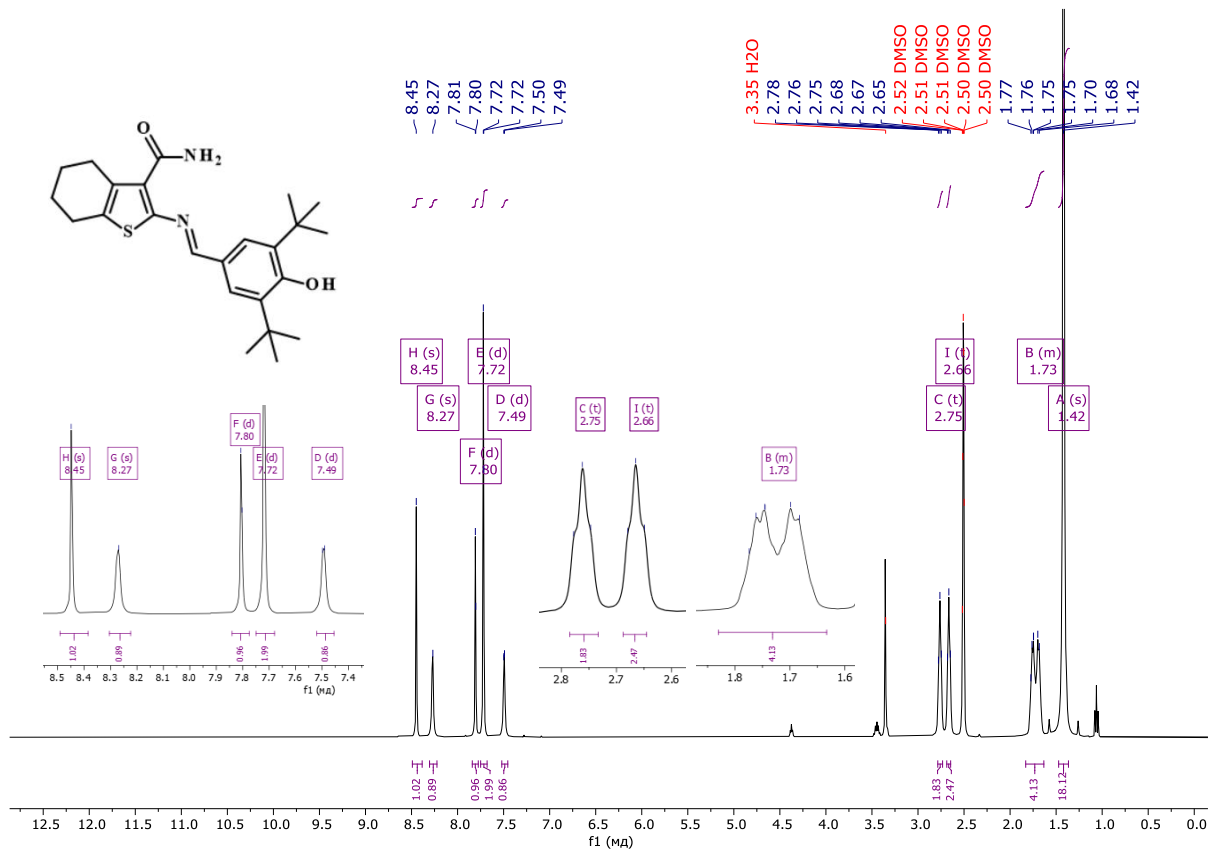 8.45
8.27
7.81
7.80
7.72
7.72
7.50
7.49
3.35 H2O
2.78
2.76
2.75
2.68
2.67
2.65
2.52 DMSO
2.51 DMSO
2.51 DMSO
2.50 DMSO
2.50 DMSO
1.77
1.76
1.75
1.75
1.70
1.68
1.42
O
NH2
S
N
OH
H (s)
8.45
E (d)
7.72
I (t)
2.66
B (m)
1.73
G (s)
8.27
D (d)
7.49
C (t)
2.75
A (s)
1.42
F (d)
7.80
H (s)
8.45
G (s)
8.27
F (d)
7.80
E (d)
7.72
D (d)
7.49
1.02
0.89
0.96
1.99
0.86
8.5 8.4 8.3 8.2 8.1 8.0 7.9 7.8 7.7 7.6 7.5 7.4
f1 (мд)
C (t)
2.75
I (t)
2.66
1.83
2.47
2.8 2.7 2.6
B (m)
1.73
4.13
1.8 1.7 1.6
1.02
0.89
0.96
1.99
0.86
1.83
2.47
4.13
18.12
12.5 12.0 11.5 11.0 10.5 10.0 9.5 9.0 8.5 8.0 7.5 7.0 6.5 6.0 5.5 5.0 4.5 4.0 3.5 3.0 2.5 2.0 1.5 1.0 0.5 0.0
f1 (мд)